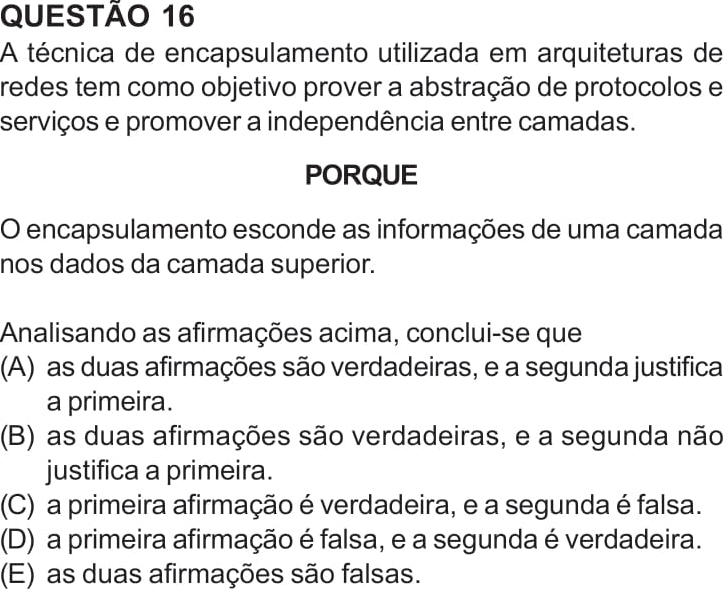 QUESTÃO 16
A técnica de encapsulamento utilizada em arquiteturas de
redes tem como objetivo prover a abstração de protocolos e
serviços e promover a independência entre camadas.
PORQUE
O encapsulamento esconde as informações de uma camada
nos dados da camada superior.
Analisando as afirmações acima, conclui-se que
(A) as duas afirmações são verdadeiras, e a segunda justifica
a primeira.
(B) as duas afirmações são verdadeiras, e a segunda não
justifica a primeira.
(C) a primeira afirmação é verdadeira, e a segunda é falsa.
(D) a primeira afirmação é falsa, e a segunda é verdadeira.
(E) as duas afirmações são falsas.